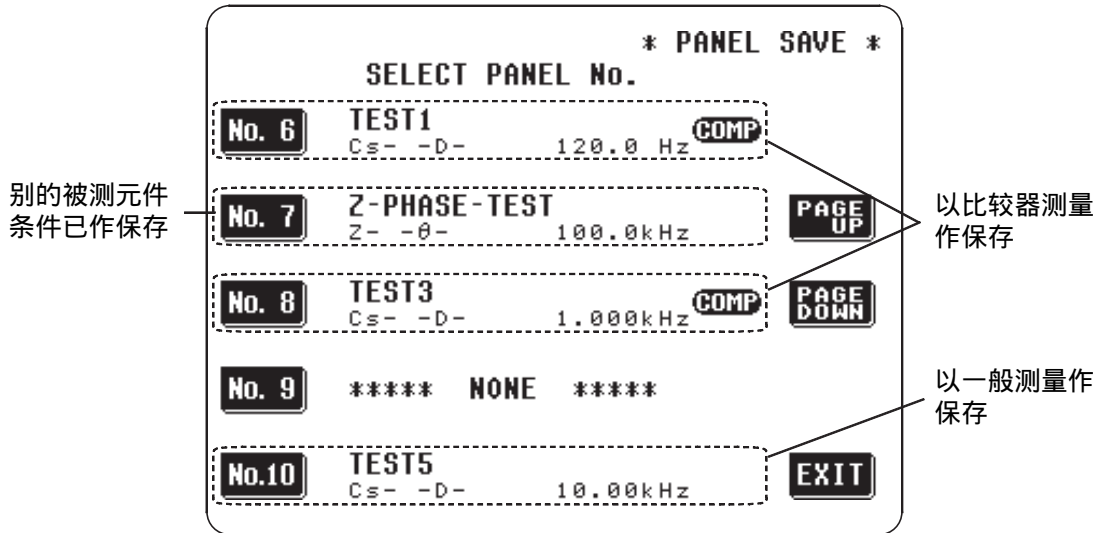 * PANEL SAVE *
SELECT PANEL No.
No. 6
TEST1
Cs- -D- 120.0 Hz
COMP
别的被测元件
条件已作保存
No. 7
Z-PHASE-TEST
Z- -θ- 100.0kHz
PAGE
UP
以比较器测量
作保存
No. 8
TEST3
Cs- -D- 1.000kHz
COMP
PAGE
DOWN
No. 9
***** NONE *****
以一般测量作
保存
No.10
TEST5
Cs- -D- 10.00kHz
EXIT